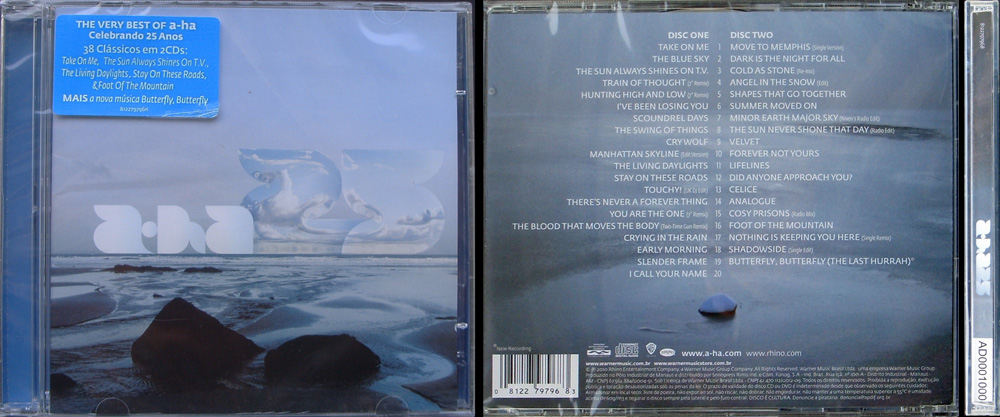 THE VERY BEST OF a-ha
Celebrando 25 Anos
38 Clássicos em 2CDs:
Take On Me, The Sun Always Shines On T.V.,
The Living Daylights, Stay On These Roads,
& Foot Of The Mountain
MAIS a nova música Butterfly, Butterfly
a-ha 25
DISC ONE
TAKE ON ME 1
THE BLUE SKY 2
THE SUN ALWAYS SHINES ON T.V. 3
TRAIN OF THOUGHT (7" Remix) 4
HUNTING HIGH AND LOW (7" Remix) 5
I'VE BEEN LOSING YOU 6
SCOUNDREL DAYS 7
THE SWING OF THINGS 8
CRY WOLF 9
MANHATTAN SKYLINE (Edit Version) 10
THE LIVING DAYLIGHTS 11
STAY ON THESE ROADS 12
TOUCHY! (UK DJ Edit) 13
THERE'S NEVER A FOREVER THING 14
YOU ARE THE ONE (7" Remix) 15
THE BLOOD THAT MOVES THE BODY (Two-Time Gun Remix) 16
CRYING IN THE RAIN 17
EARLY MORNING 18
SLENDER FRAME 19
I CALL YOUR NAME 20
DISC TWO
MOVE TO MEMPHIS (Single Version)
DARK IS THE NIGHT FOR ALL
COLD AS STONE (Re-mix)
ANGEL IN THE SNOW (Edit)
SHAPES THAT GO TOGETHER
SUMMER MOVED ON
MINOR EARTH MAJOR SKY (Niven's Radio Edit)
THE SUN NEVER SHONE THAT DAY (Radio Edit)
VELVET
FOREVER NOT YOURS
LIFELINES
DID ANYONE APPROACH YOU?
CELICE
ANALOGUE
COSY PRISONS (Radio Mix)
FOOT OF THE MOUNTAIN
NOTHING IS KEEPING YOU HERE (Single Remix)
SHADOWSIDE (Single Edit)
BUTTERFLY, BUTTERFLY (THE LAST HURRAH)*
*New Recording
0 81227 97968 3
COMPACT disc
www.a-ha.com www.rhino.com
www.warnermusic.com.br www.warnermusicstore.com.br
a-ha 25
AD0001000